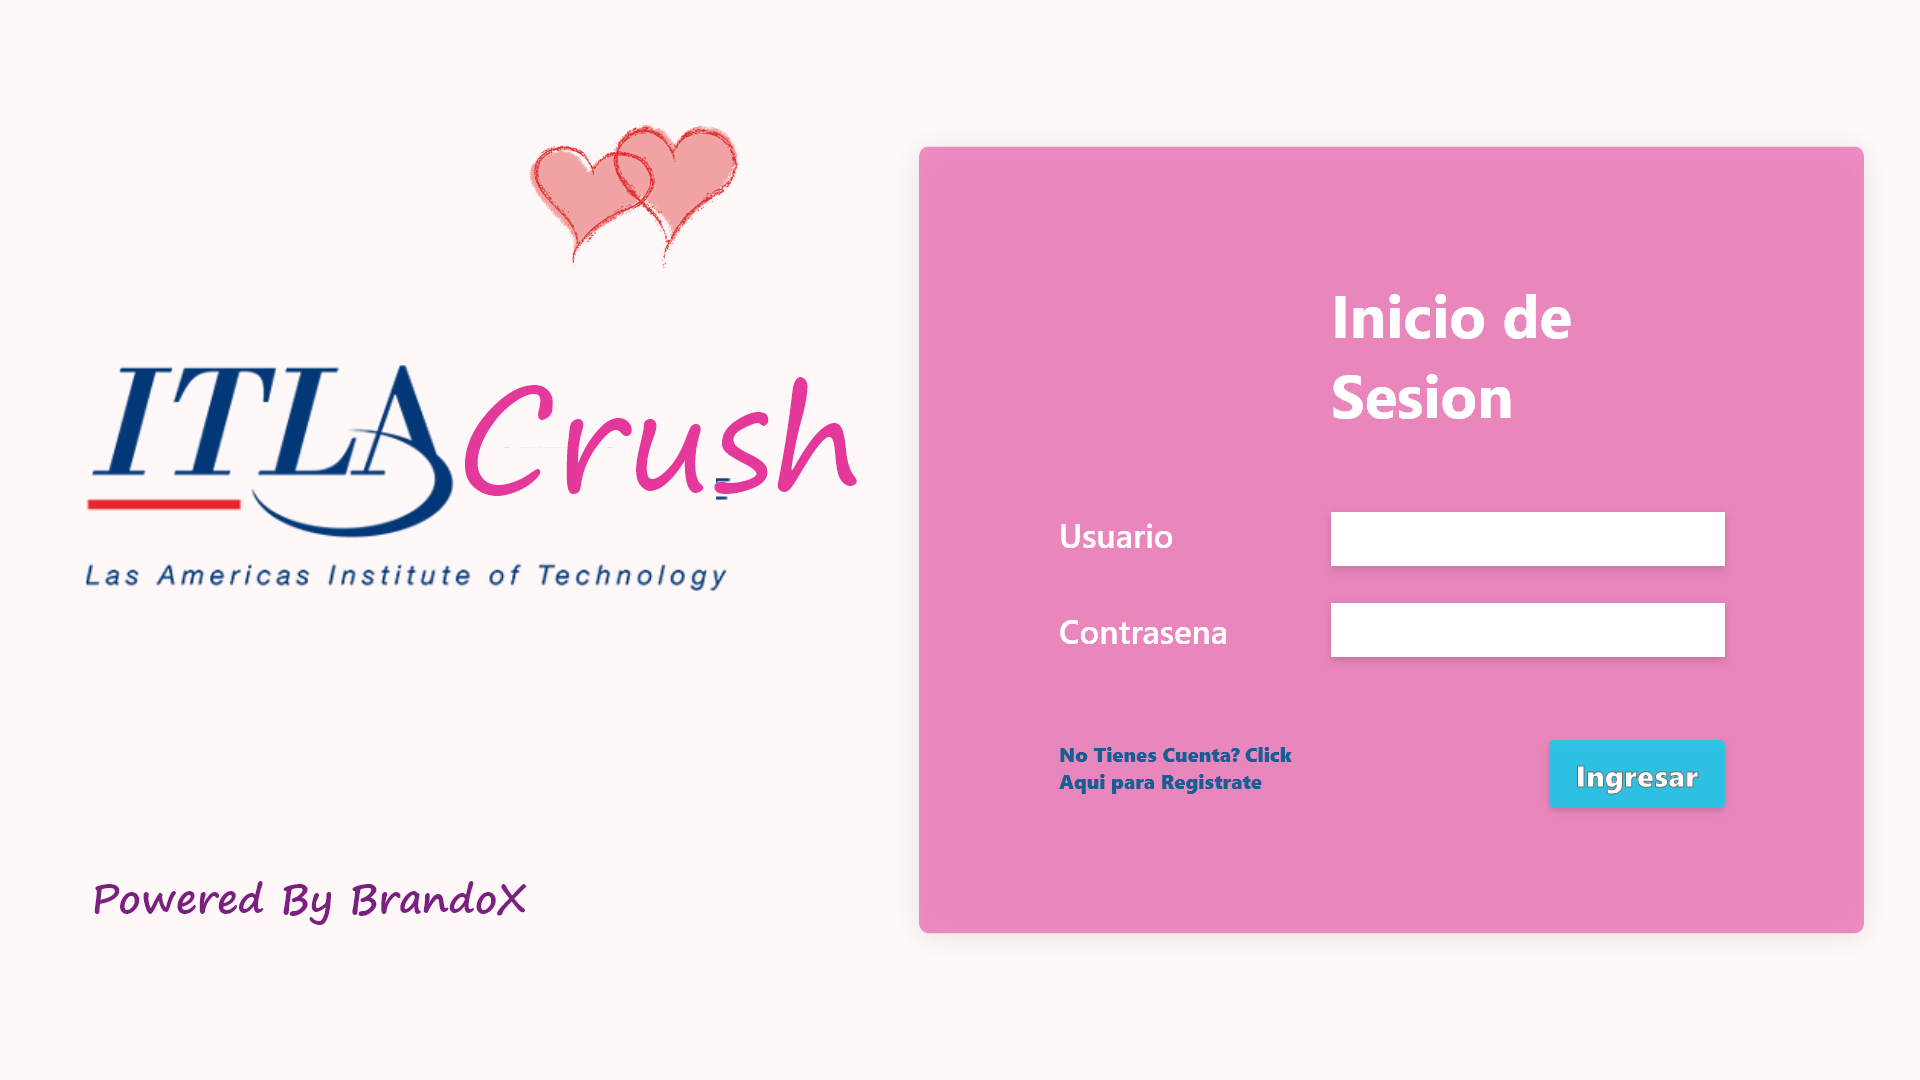 ITLA Crush
Las Americas Institute of Technology
Powered By BrandoX
Inicio de
Sesion
Usuario
Contrasena
No Tienes Cuenta? Click
Aqui para Registrate
Ingresar